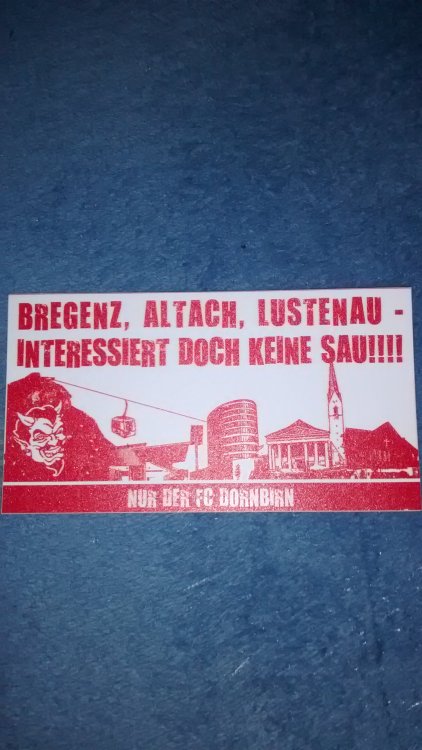 BREGENZ, ALTACH, LUSTENAU -
INTERESSIERT DOCH KEINE SAU!!!!
NUR DER FC DORNBIRN